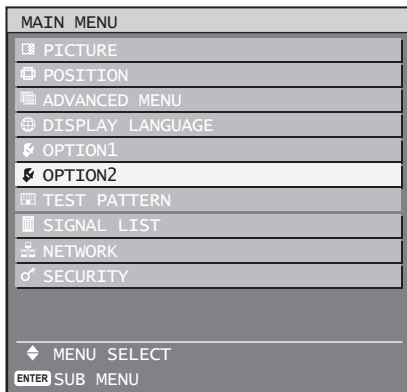 MAIN MENU
PICTURE
POSITION
ADVANCED MENU
DISPLAY LANGUAGE
OPTION1
OPTION2
TEST PATTERN
SIGNAL LIST
NETWORK
SECURITY
MENU SELECT
ENTER SUB MENU